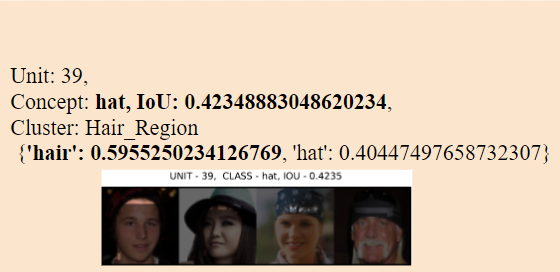 Unit: 39,
Concept: hat, IoU: 0.42348883048620234,
Cluster: Hair_Region
{'hair': 0.5955250234126769, 'hat': 0.40447497658732307}
UNIT - 39, CLASS - hat, IOU - 0.4235